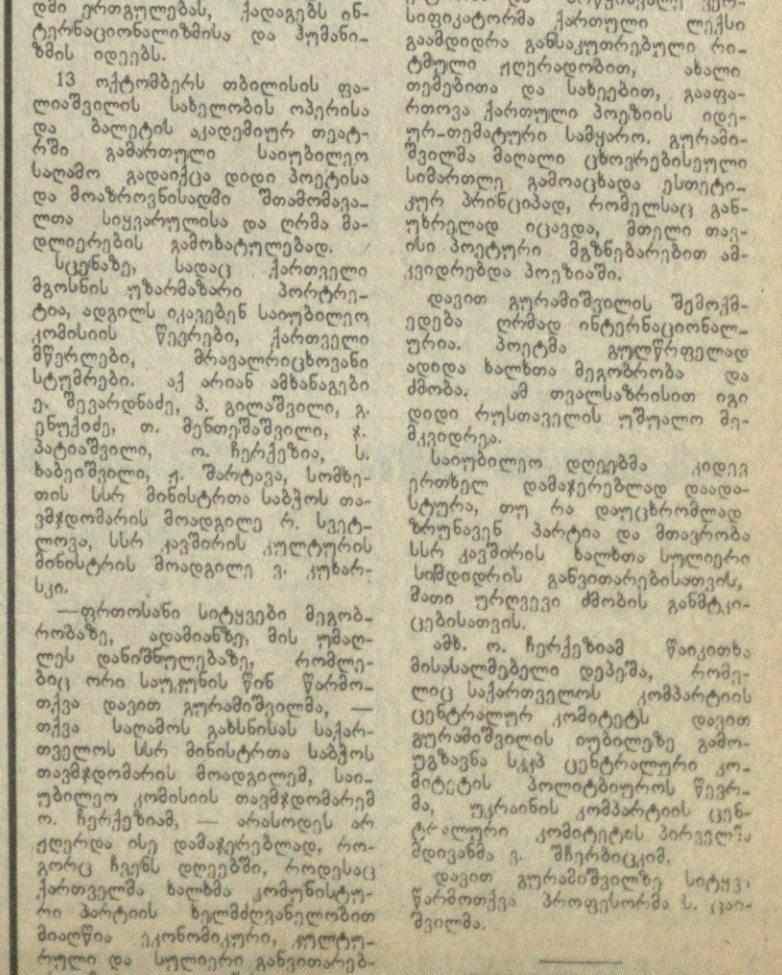 დმი ერთგულებას, ქადაგებს ინ-
ტერნაციონალიზმისა და ჰუმანი-
ზმის იდეებს.
13 ოქტომბერს თბილისის ფა-
ლიაშვილის სახელობის ოპერისა
და ბალეტის აკადემიურ თეატ-
რში გამართული საიუბილეო
საღამო გადაიქცა დიდი პოეტისა
და მოაზროვნისადმი შთამომავა-
ლთა სიყვარულისა და ღრმა მა-
დლიერების გამოხატულებად.
სცენაზე, სადაც ქართველი
მგოსნის უზარმაზარი პორტრე-
ტია, ადგილს იკავებენ საიუბილეო
კომისიის წევრები, ქართველი
მწერლები, მრავალრიცხოვანი
სტუმრები. აქ არიან ამხანაგები
ე. შევარდნაძე, პ. გილაშვილი, გ.
ენუქიძე, თ. მენთეშაშვილი, ჯ.
პატიაშვილი, ო. ჩერქეზია, ს.
ხაბეიშვილი, ჟ. შარტავა, სომხე-
თის სსრ მინისტრთა საბჭოს თა-
ვმჯდომარის მოადგილე რ. სვეტ-
ლოვა, სსრ კავშირის კულტურის
მინისტრის მოადგილე ვ. კუხარ-
სკი.
—ფრთოსანი სიტყვები მეგობ-
რობაზე, ადამიანზე, მის უმაღ-
ლეს დანიშნულებაზე, რომლე-
ბიც ორი საუკუნის წინ წარმო-
თქვა დავით გურამიშვილმა, —
თქვა საღამოს გახსნისას საქარ-
თველოს სსრ მინისტრთა საბჭოს
თავმჯდომარის მოადგილემ, საი-
უბილეო კომისიის თავმჯდომარემ
ო. ჩერქეზიამ, — არასოდეს არ
ჟღერდა ისე დამაჯერებლად, რო-
გორც ჩვენს დღეებში, როდესაც
ქართველმა ხალხმა კომუნისტუ-
რი პარტიის ხელმძღვანელობით
მიაღწია ეკონომიკური, კულტუ-
რული და სულიერი განვითარებ-
სიფიკატორმა ქართული ლექსი
გაამდიდრა განსაკუთრებული რი-
ტმული ჟღერადობით, ახალი
თემებითა და სახეებით, გააფა-
რთოვა ქართული პოეზიის იდე-
ურ-თემატური სამყარო. გურამი-
შვილმა მაღალი ცხოვრებისეული
სიმართლე გამოაცხადა ესთეტი-
კურ პრინციპად, რომელსაც გან-
უხრელად იცავდა, მთელი თავ-
ისი პოეტური მგზნებარებით ამ-
კვიდრებდა პოეზიაში.
დავით გურამიშვილის შემოქმ-
ედება ღრმად ინტერნაციონალ-
ურია. პოეტმა გულწრფელად
ადიდა ხალხთა მეგობრობა და
ძმობა. ამ თვალსაზრისით იგი
დიდი რუსთაველის უშუალო მე-
მკვიდრეა.
საიუბილეო დღეებმა კიდევ
ერთხელ დამაჯერებლად დაადა-
სტურა, თუ რა დაუცხრომლად
ზრუნავენ პარტია და მთავრობა
სსრ კავშირის ხალხთა სულიერი
სიმდიდრის განვითარებისათვის,
მათი ურღვევი ძმობის განმტკი-
ცებისათვის.
ამხ. ო. ჩერქეზიამ წაიკითხა
მისასალმებელი დეპეშა, რომე-
ლიც საქართველოს კომპარტიის
ცენტრალურ კომიტეტს დავით
გურამიშვილის იუბილეზე გამო-
უგზავნა სკკპ ცენტრალური კო-
მიტეტის პოლიტბიუროს წევრ-
მა, უკრაინის კომპარტიის ცენ-
ტრალური კომიტეტის პირველმა
მდივანმა ვ. შჩერბიცკიმ.
დავით გურამიშვილზე სიტყვა
წარმოთქვა პროფესორმა ს. ცაი-
შვილმა.